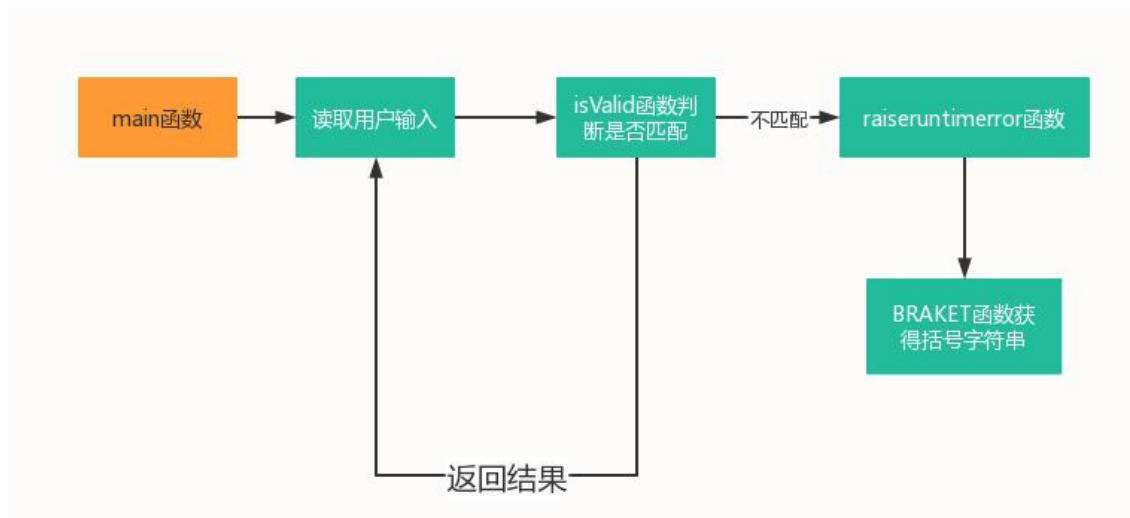 main函数
读取用户输入
isValid函数判
断是否匹配
不匹配
raiseruntimerror函数
BRAKET函数获
得括号字符串
返回结果